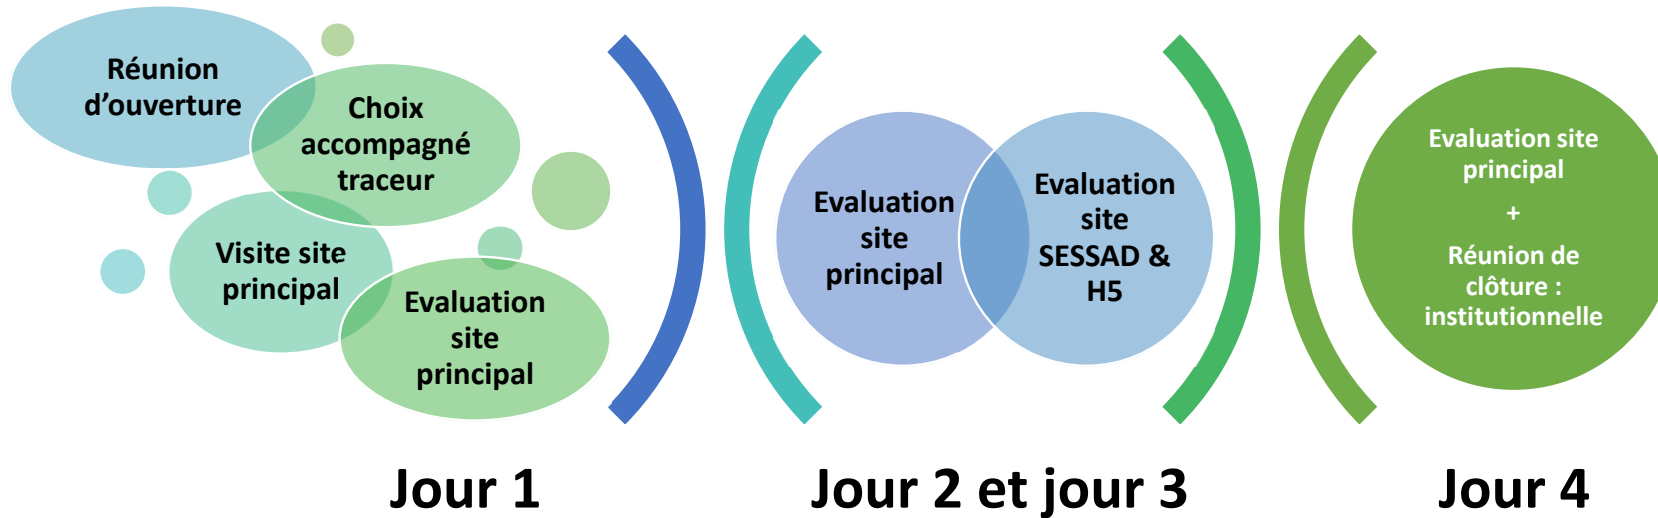 Réunion
d’ouverture
Choix
accompagné
traceur
Visite site
principal
Evaluation
site
principal
Evaluation
site
principal
Evaluation
site
SESSAD &
H5
Evaluation site
principal
+
Réunion de
clôture :
institutionnelle
Jour 1
Jour 2 et jour 3
Jour 4